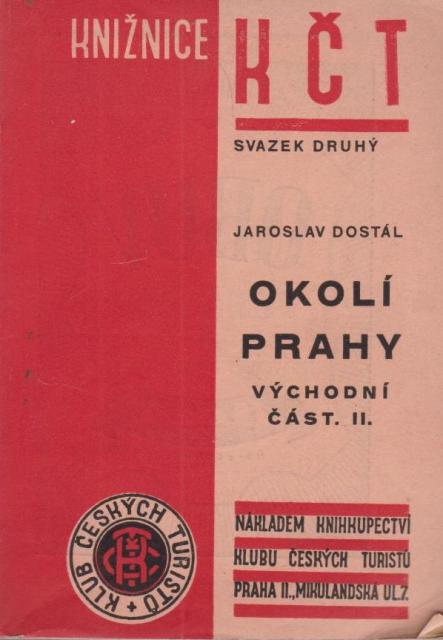 KNIŽNICE KČT
SVAZEK DRUHÝ
JAROSLAV DOSTÁL
OKOLÍ
PRAHY
VÝCHODNÍ
ČÁST. II.
KLUB ČESKÝCH TURISTŮ +
NÁKLADEM KNIHKUPECTVÍ
KLUBU ČESKÝCH TURISTŮ
PRAHA II., MIKULANDSKÁ UL. 7.